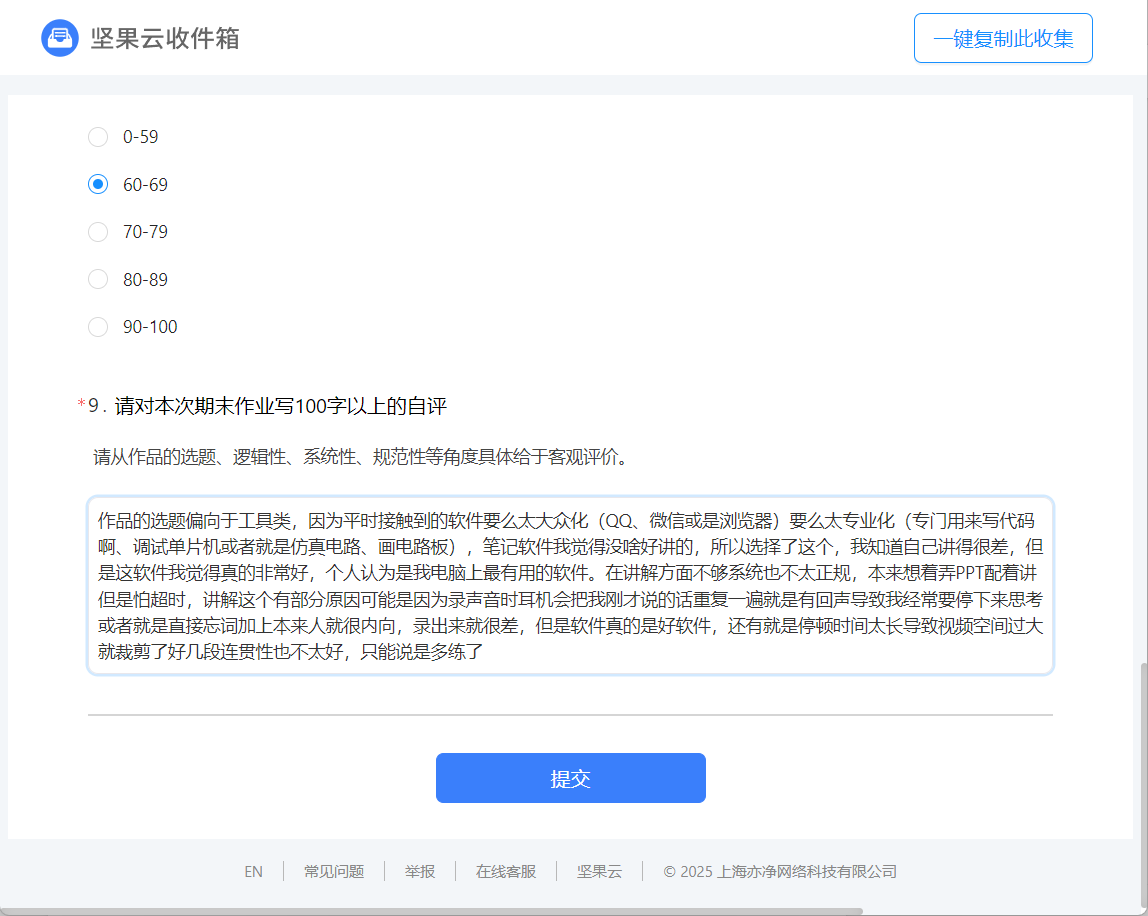 坚果云收件箱
一键复制此收集
0-59
60-69
70-79
80-89
90-100
*9. 请对本次期末作业写100字以上的自评
请从作品的选题、逻辑性、系统性、规范性等角度具体给于客观评价。
作品的选题偏向于工具类，因为平时接触到的软件要么太大众化（QQ、微信或是浏览器）要么太专业化（专门用来写代码
啊、调试单片机或者就是仿真电路、画电路板），笔记软件我觉得没啥好讲的，所以选择了这个，我知道自己讲得很差，但
是这软件我觉得真的非常好，个人认为是我电脑上最有用的软件。在讲解方面不够系统也不太正规，本来想着弄PPT配着讲
但是怕超时，讲解这个有部分原因可能是因为录声音时耳机会把我刚才说的话重复一遍就是有回声导致我经常要停下来思考
或者就是直接忘词加上本来人就很内向，录出来就很差，但是软件真的是好软件，还有就是停顿时间太长导致视频空间过大
就裁剪了好几段连贯性也不太好，只能说是多练了
提交
EN
常见问题
举报
在线客服
坚果云
© 2025 上海亦净网络科技有限公司